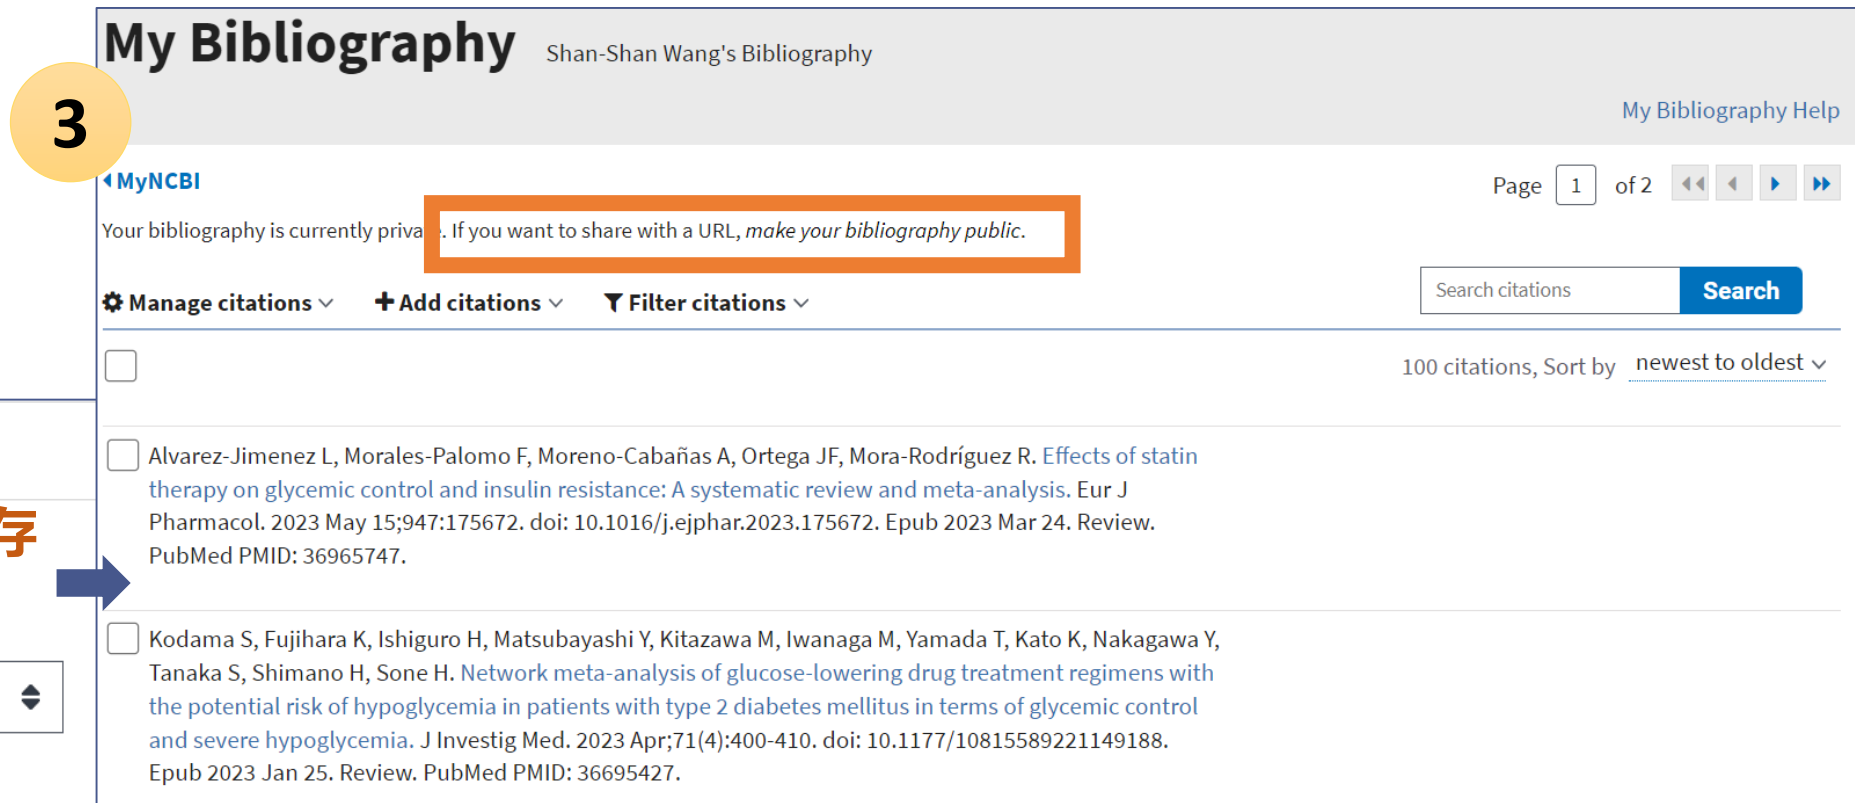 My Bibliography Shan-Shan Wang's Bibliography
3
My Bibliography Help
MyNCBI
Page 1 of 2
Your bibliography is currently private. If you want to share with a URL, make your bibliography public.
Manage citations Add citations Filter citations
Search citations Search
100 citations, Sort by newest to oldest
Alvarez-Jimenez L, Morales-Palomo F, Moreno-Cabañas A, Ortega JF, Mora-Rodríguez R. Effects of statin
therapy on glycemic control and insulin resistance: A systematic review and meta-analysis. Eur J
Pharmacol. 2023 May 15;947:175672. doi: 10.1016/j.ejphar.2023.175672. Epub 2023 Mar 24. Review.
PubMed PMID: 36965747.
存
Kodama S, Fujihara K, Ishiguro H, Matsubayashi Y, Kitazawa M, Iwanaga M, Yamada T, Kato K, Nakagawa Y,
Tanaka S, Shimano H, Sone H. Network meta-analysis of glucose-lowering drug treatment regimens with
the potential risk of hypoglycemia in patients with type 2 diabetes mellitus in terms of glycemic control
and severe hypoglycemia. J Investig Med. 2023 Apr;71(4):400-410. doi: 10.1177/10815589221149188.
Epub 2023 Jan 25. Review. PubMed PMID: 36695427.